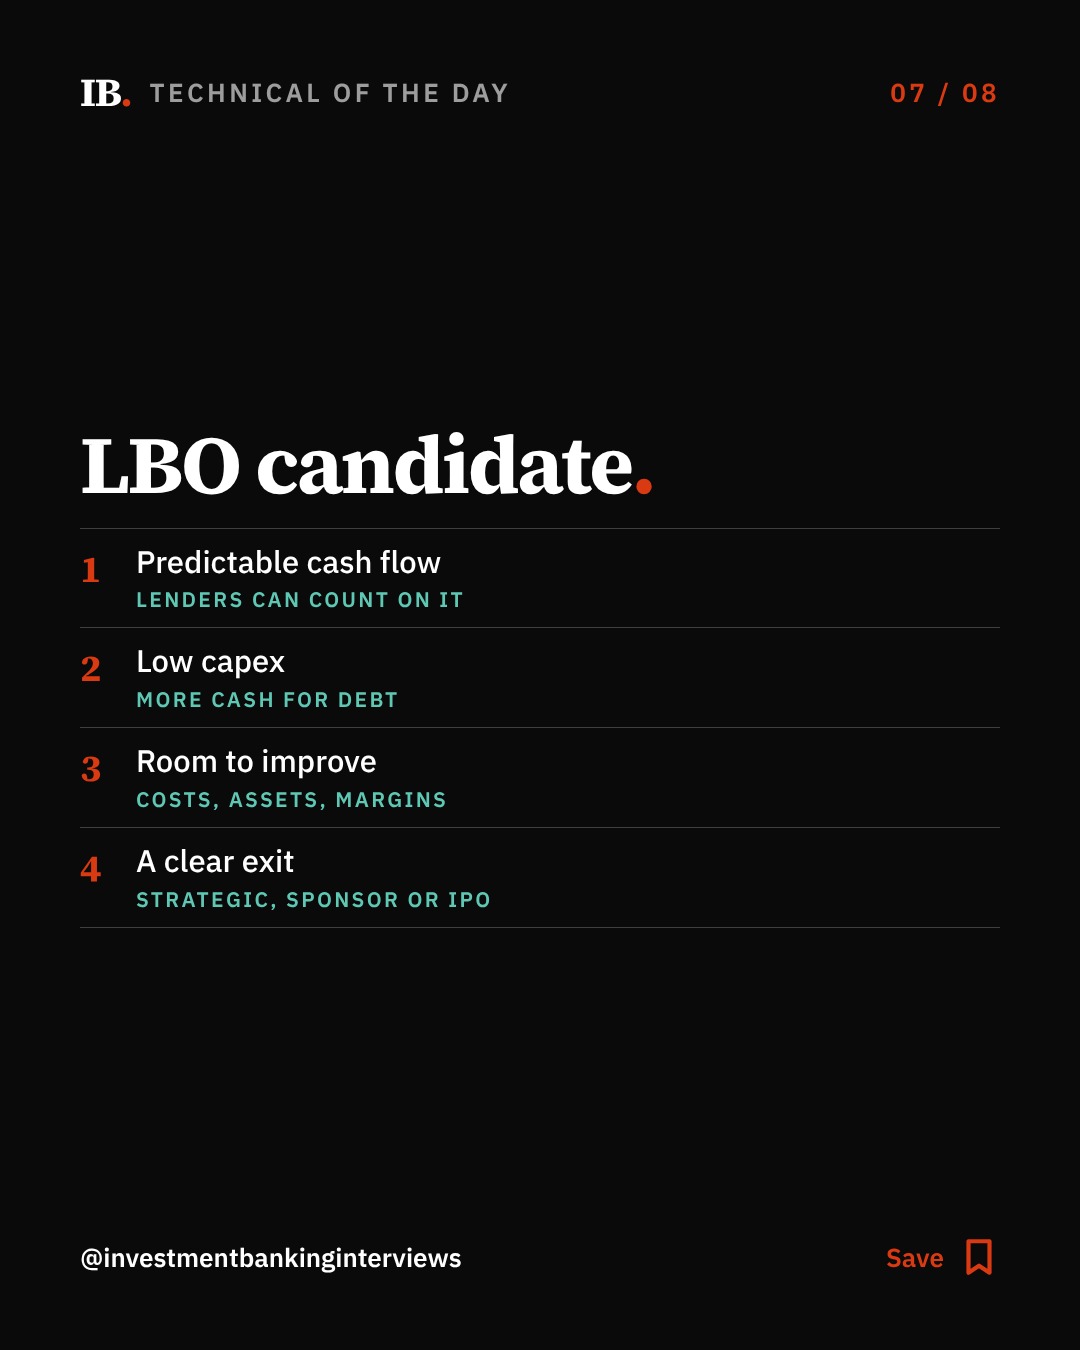 IB. TECHNICAL OF THE DAY
07 / 08
LBO candidate.
1 Predictable cash flow
LENDERS CAN COUNT ON IT
2 Low capex
MORE CASH FOR DEBT
3 Room to improve
COSTS, ASSETS, MARGINS
4 A clear exit
STRATEGIC, SPONSOR OR IPO
@investmentbankinginterviews
Save